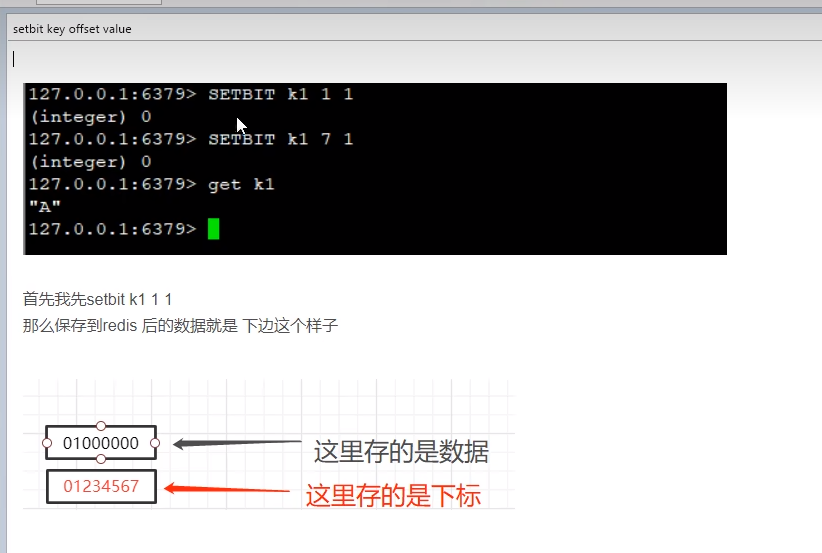 setbit key offset value
127.0.0.1:6379> SETBIT k1 1 1
(integer) 0
127.0.0.1:6379> SETBIT k1 7 1
(integer) 0
127.0.0.1:6379> get k1
"A"
127.0.0.1:6379>
首先我先setbit k1 1 1
那么保存到redis 后的数据就是 下边这个样子
01000000 这里存的是数据
01234567 这里存的是下标